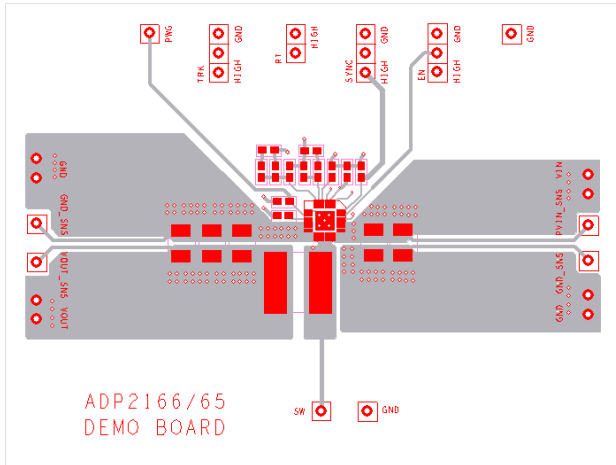 PWG
GND
HIGH
TRK
HIGH
RT
GND
HIGH
SYNC
GND
HIGH
EN
GND
GND
GND_SNS
VOUT_SNS
VOUT
VIN
PVIN_SNS
GND_SNS
GND
SW
GND
ADP2166/65
DEMO BOARD